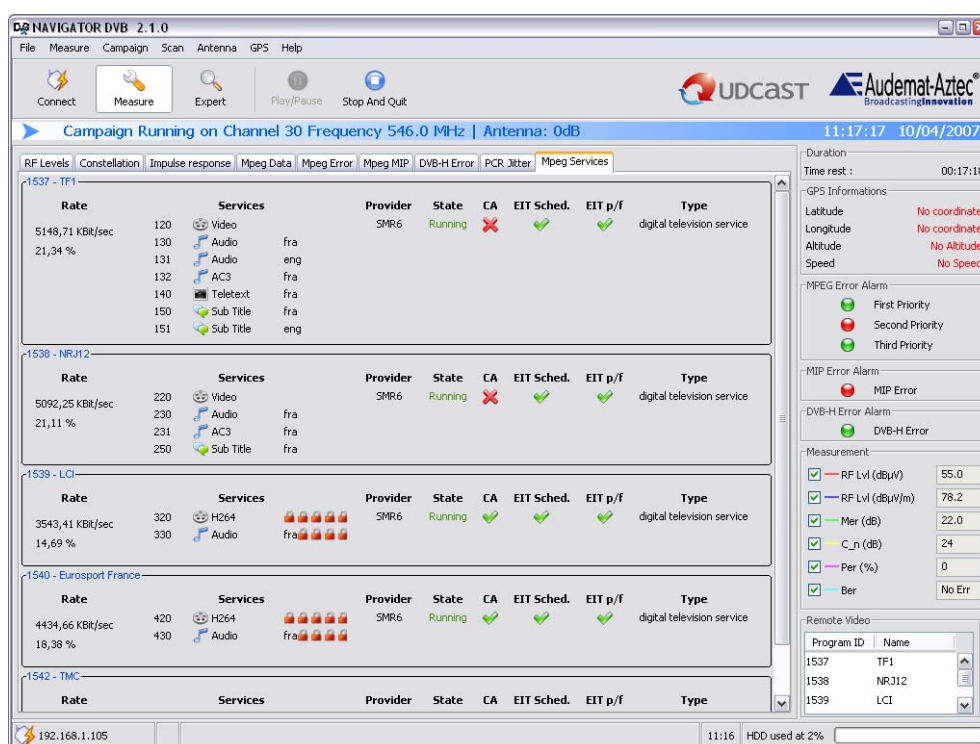 NAVIGATOR DVB 2.1.0
File Measure Campaign Scan Antenna GPS Help
Connect Measure Expert Play/Pause Stop And Quit
UDCAST Audemat-Aztec®
BroadcastingInnovation
Campaign Running on Channel 30 Frequency 546.0 MHz | Antenna: 0dB 11:17:17 10/04/2007
RF Levels Constellation Impulse response Mpeg Data Mpeg Error Mpeg MIP DVB-H Error PCR Jitter Mpeg Services
1537 - TF1
Rate Services Provider State CA EIT Sched. EIT p/f Type
5148,71 KBit/sec
21,34 %
120 Video SMR6 Running digital television service
130 Audio fra
131 Audio eng
132 AC3 fra
140 Teletext fra
150 Sub Title fra
151 Sub Title eng
1538 - NRJ12
Rate Services Provider State CA EIT Sched. EIT p/f Type
5092,25 KBit/sec
21,11 %
220 Video SMR6 Running digital television service
230 Audio fra
231 AC3 fra
250 Sub Title fra
1539 - LCI
Rate Services Provider State CA EIT Sched. EIT p/f Type
3543,41 KBit/sec
14,69 %
320 H264 SMR6 Running digital television service
330 Audio fra
1540 - Eurosport France
Rate Services Provider State CA EIT Sched. EIT p/f Type
4434,66 KBit/sec
18,38 %
420 H264 SMR6 Running digital television service
430 Audio fra
1542 - TMC
Rate Services Provider State CA EIT Sched. EIT p/f Type
Duration
Time rest : 00:17:18
GPS Informations
Latitude No coordinate
Longitude No coordinate
Altitude No Altitude
Speed No Speed
MPEG Error Alarm
First Priority
Second Priority
Third Priority
MIP Error Alarm
MIP Error
DVB-H Error Alarm
DVB-H Error
Measurement
RF Lvl (dBµV) 55.0
RF Lvl (dBµV/m) 78.2
Mer (dB) 22.0
C_n (dB) 24
Per (%) 0
Ber No Err
Remote Video
Program ID Name
1537 TF1
1538 NRJ12
1539 LCI
192.168.1.105 11:16 HDD used at 2%